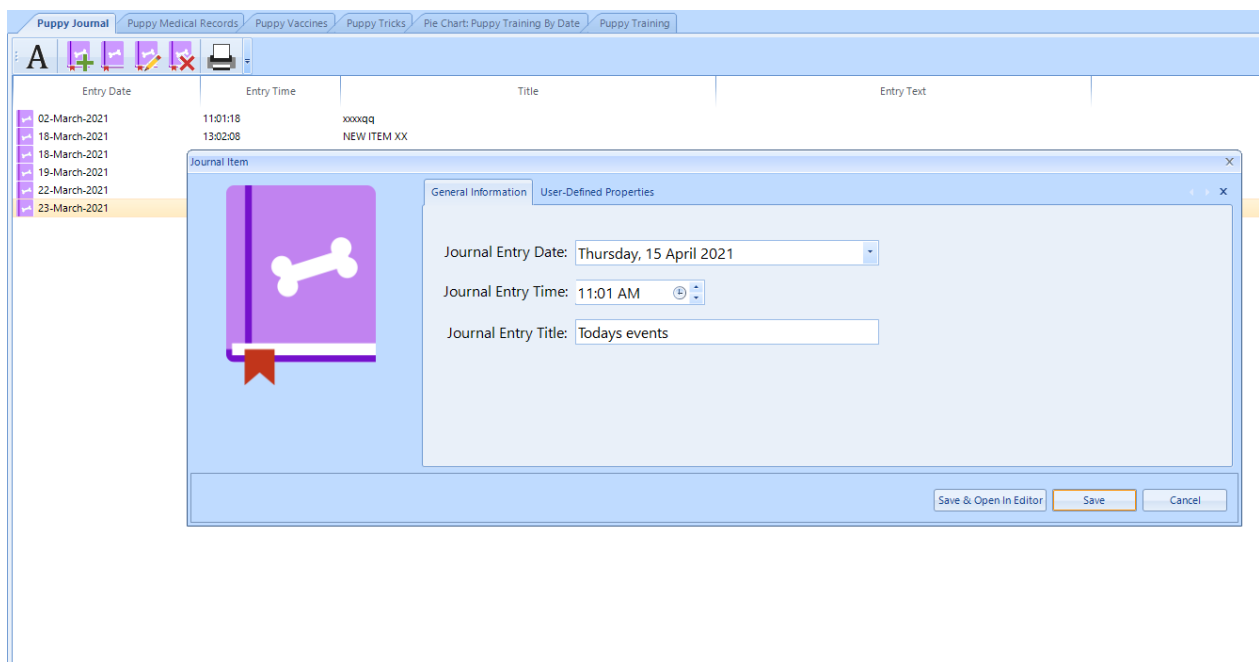 Puppy Journal Puppy Medical Records Puppy Vaccines Puppy Tricks Pie Chart: Puppy Training By Date Puppy Training
A
Entry Date Entry Time Title Entry Text
02-March-2021 11:01:18 xxxxqq
18-March-2021 13:02:08 NEW ITEM XX
18-March-2021
19-March-2021
22-March-2021
23-March-2021
Journal Item
General Information User-Defined Properties
Journal Entry Date: Thursday, 15 April 2021
Journal Entry Time: 11:01 AM
Journal Entry Title: Todays events
Save & Open In Editor Save Cancel